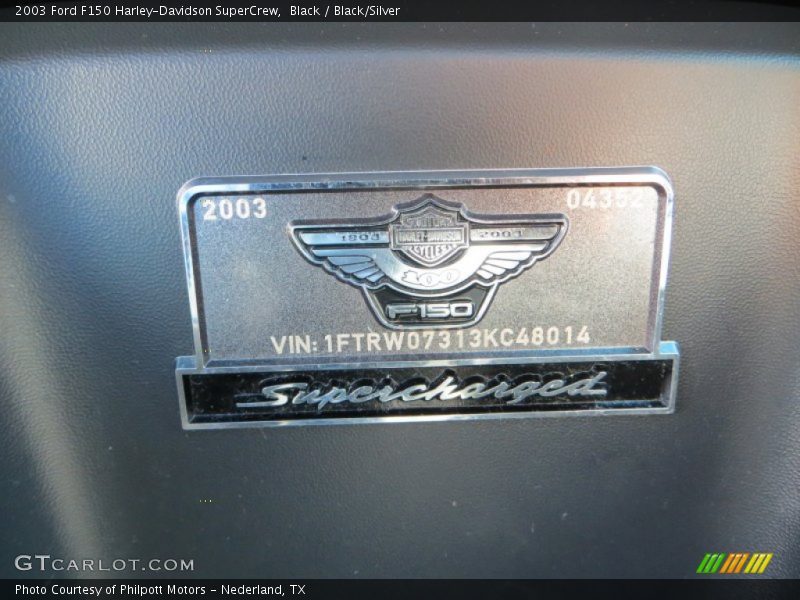 2003 Ford F150 Harley-Davidson SuperCrew, Black / Black/Silver
2003 04352
1903 HARLEY-DAVIDSON 2003
CYCLES
100
F150
VIN: 1FTRW07313KC48014
Supercharged
GTCARLOT.COM
Photo Courtesy of Philpott Motors - Nederland, TX